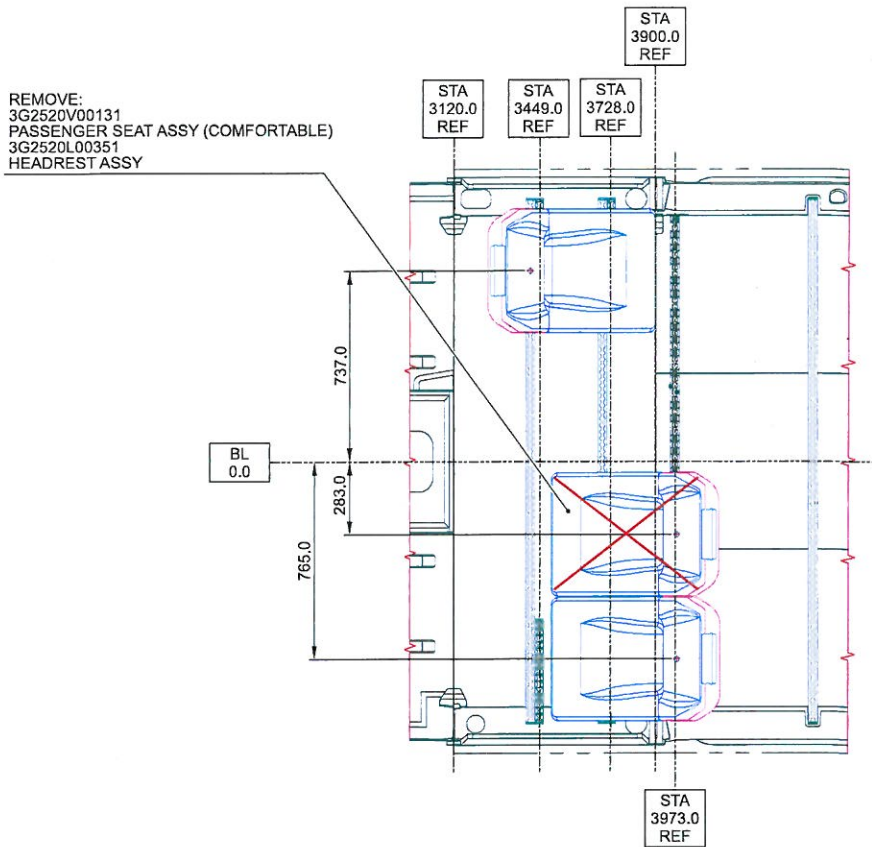 STA
3900.0
REF
STA
3120.0
REF
STA
3449.0
REF
STA
3728.0
REF
REMOVE:
3G2520V00131
PASSENGER SEAT ASSY (COMFORTABLE)
3G2520L00351
HEADREST ASSY
737.0
BL
0.0
283.0
765.0
STA
3973.0
REF